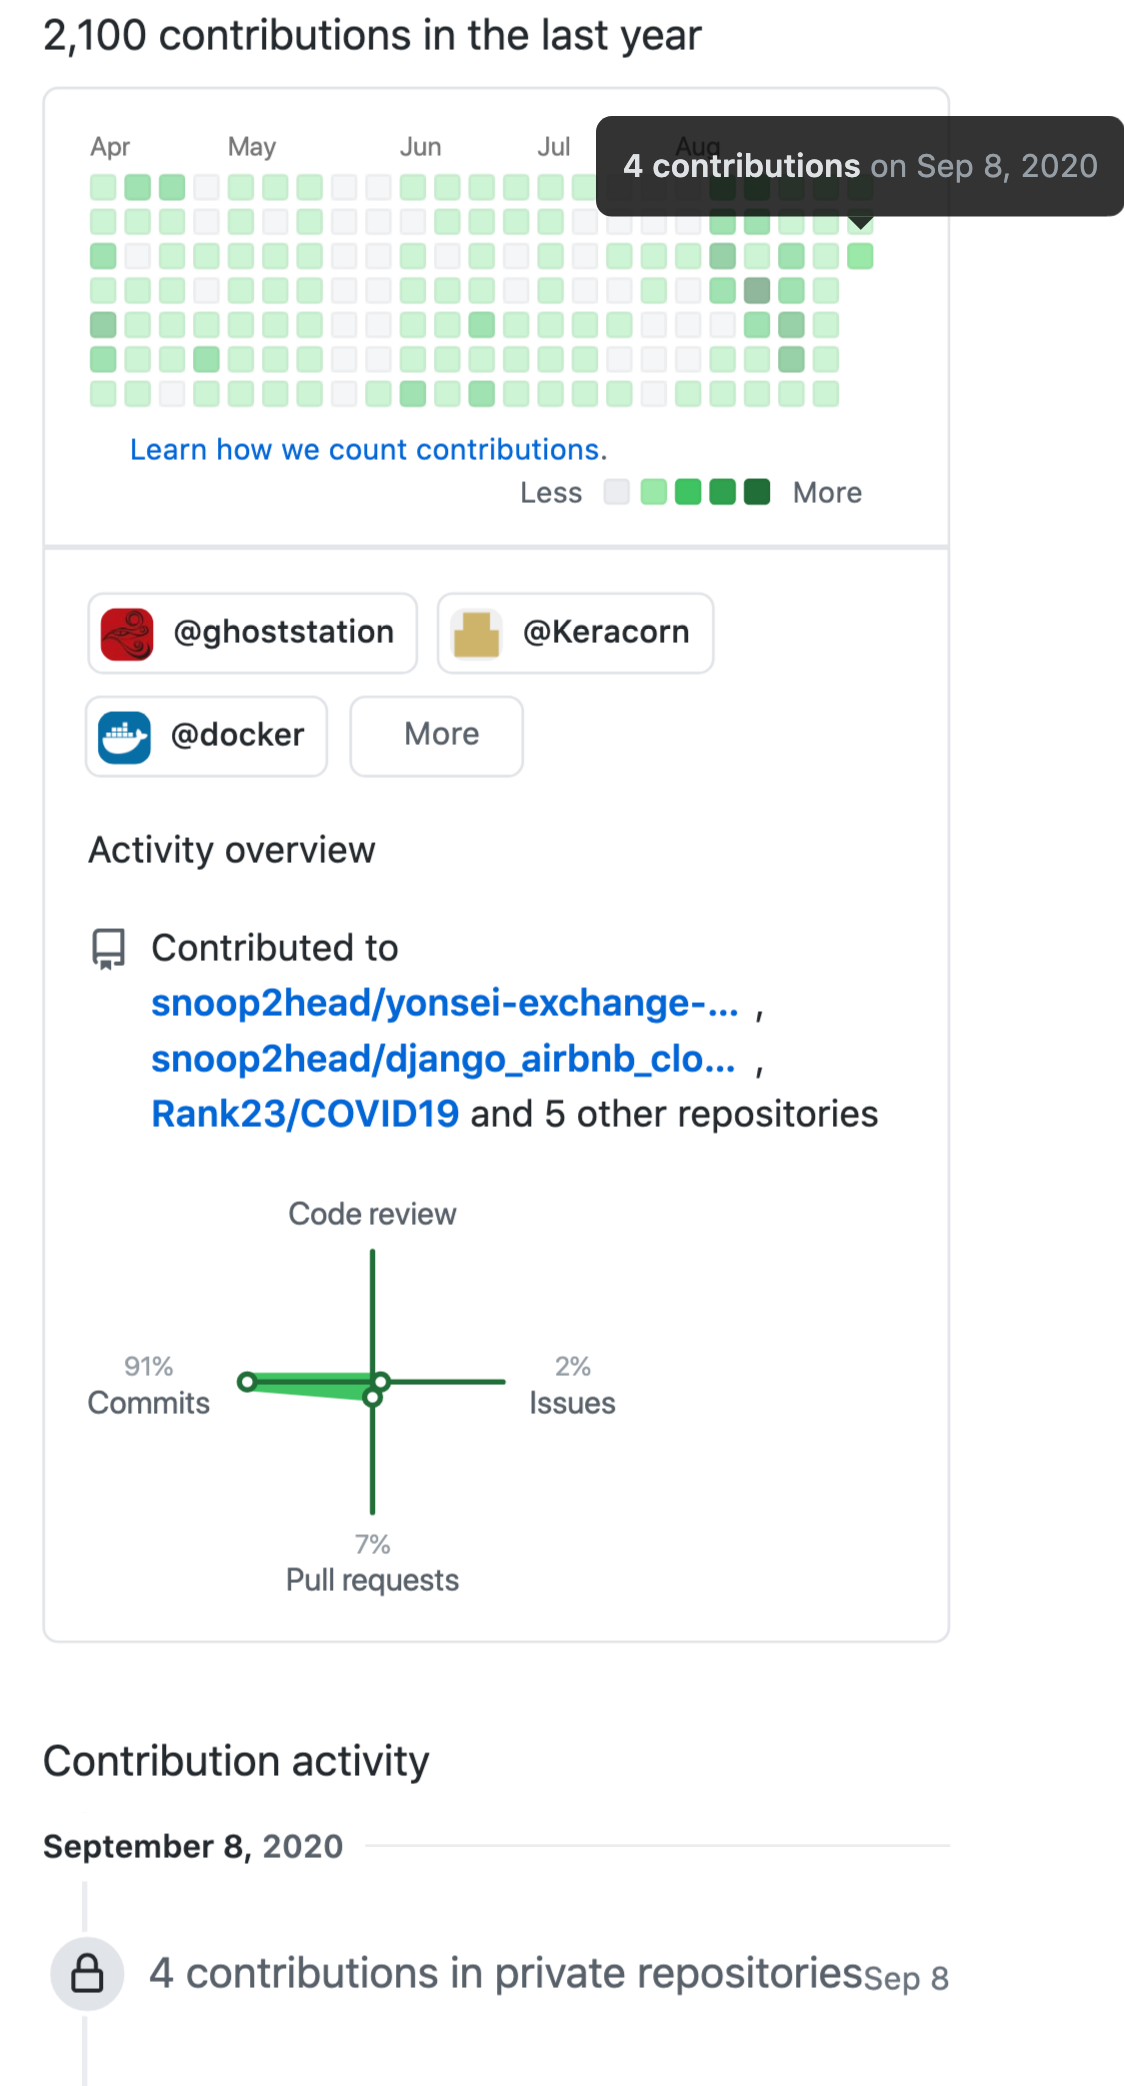 2,100 contributions in the last year
Apr May Jun Jul Aug
4 contributions on Sep 8, 2020
Learn how we count contributions.
Less More
@ghoststation @Keracorn
@docker More
Activity overview
Contributed to
snoop2head/yonsei-exchange-... ,
snoop2head/django_airbnb_clo... ,
Rank23/COVID19 and 5 other repositories
Code review
91%
Commits
2%
Issues
7%
Pull requests
Contribution activity
September 8, 2020
4 contributions in private repositories Sep 8